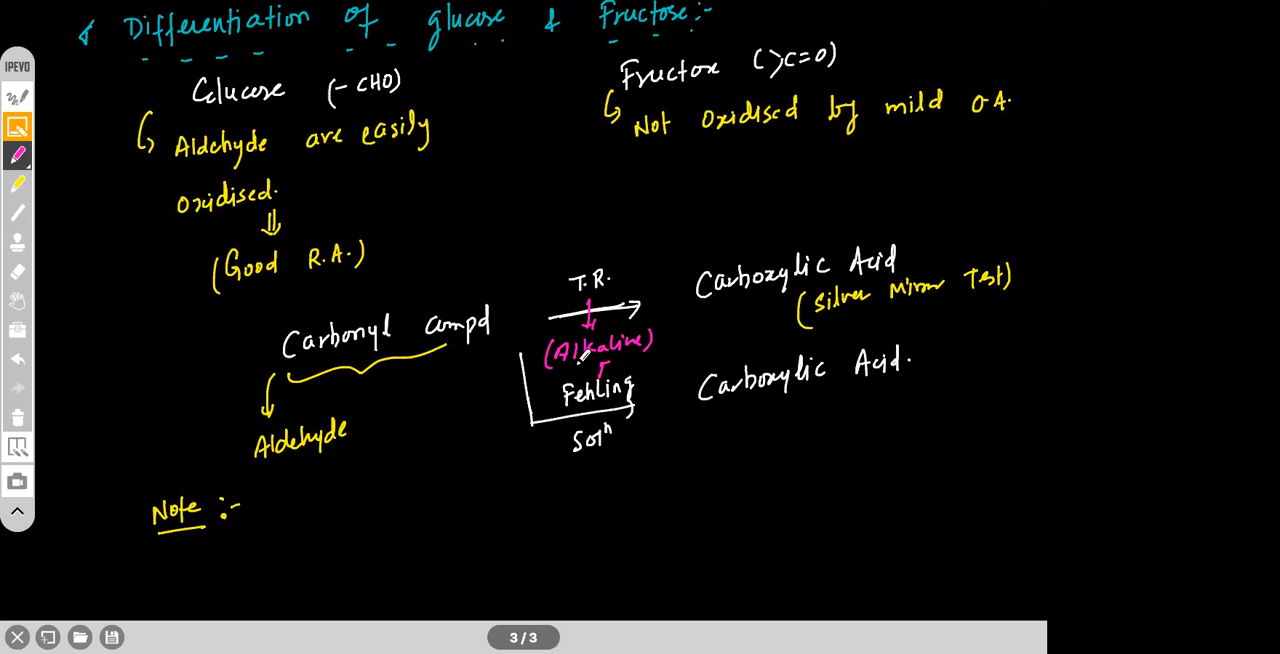 Differentiation of glucose & Fructose:-
IPEVO
Glucose (-CHO)
Fructose (>C=O)
Aldehyde are easily
Oxidised.
(Good R.A.)
Not Oxidised by mild O.A.
Carbonyl compd
Aldehyde
T.R.
(Alkaline)
Fehling
Solⁿ
Carboxylic Acid
(Silver Mirror Test)
Carboxylic Acid.
Note :-
3/3